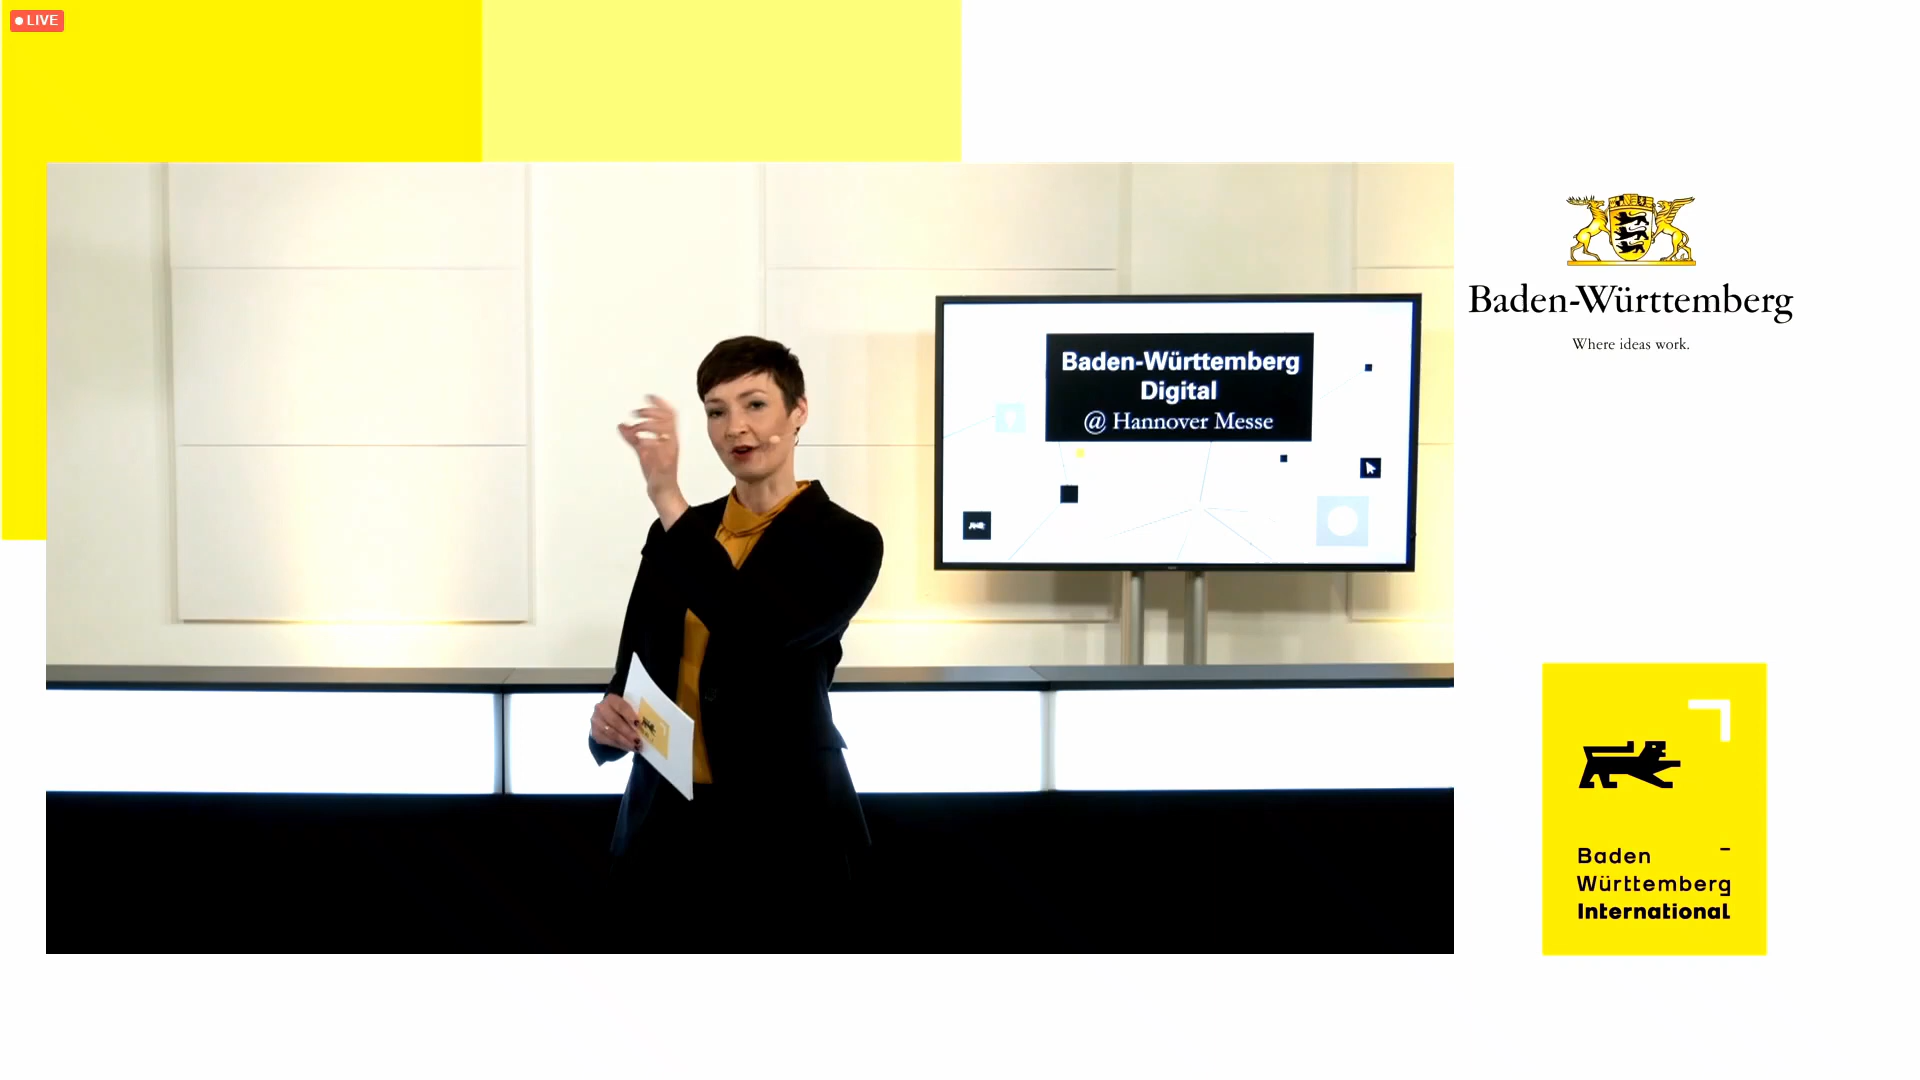 LIVE
Baden-Württemberg
Digital
@ Hannover Messe
Baden-Württemberg
Where ideas work.
Baden –
Württemberg
International